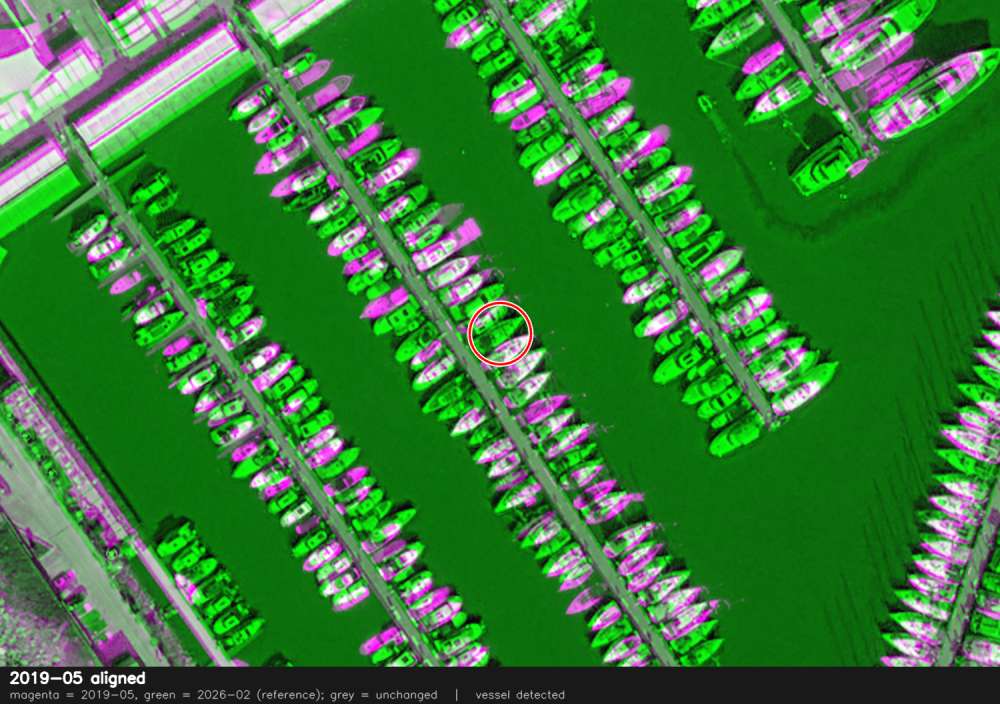 2019-05 aligned
magenta = 2019-05, green = 2026-02 (reference); grey = unchanged | vessel detected